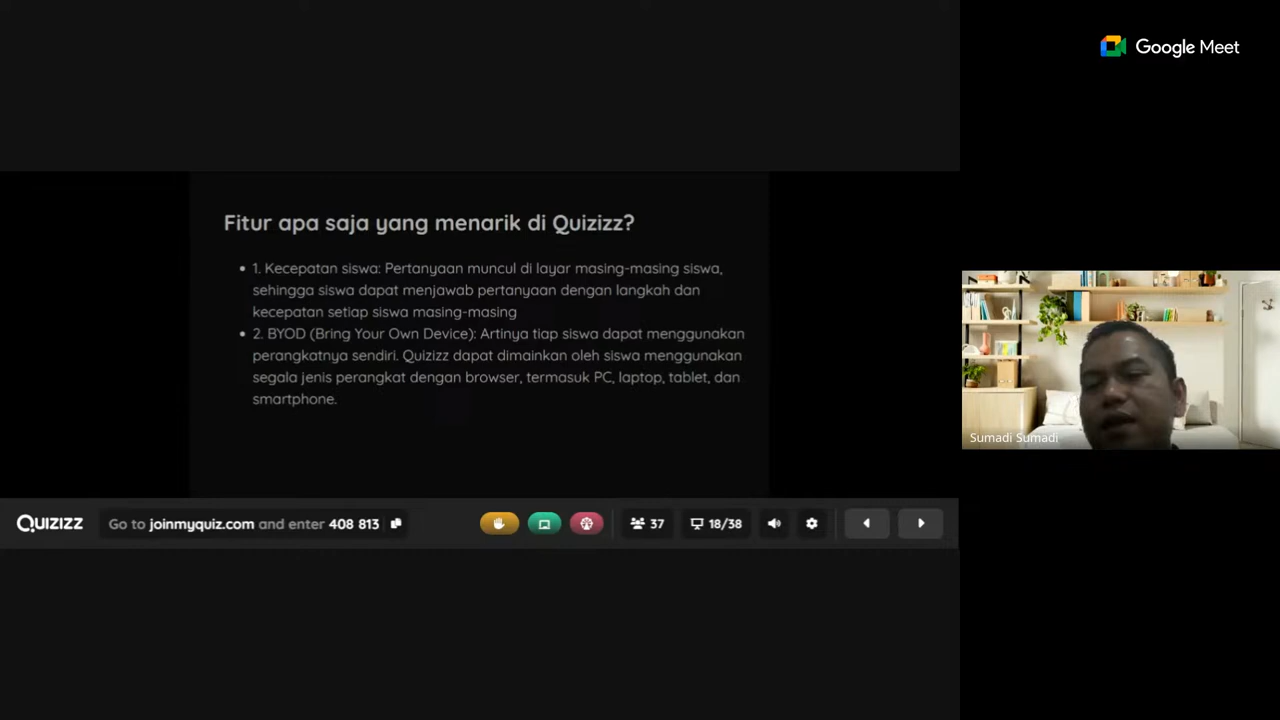 Google Meet
Fitur apa saja yang menarik di Quizizz?
• 1. Kecepatan siswa: Pertanyaan muncul di layar masing-masing siswa,
sehingga siswa dapat menjawab pertanyaan dengan langkah dan
kecepatan setiap siswa masing-masing
• 2. BYOD (Bring Your Own Device): Artinya tiap siswa dapat menggunakan
perangkatnya sendiri. Quizizz dapat dimainkan oleh siswa menggunakan
segala jenis perangkat dengan browser, termasuk PC, laptop, tablet, dan
smartphone.
Sumadi Sumadi
QUIZIZZ Go to joinmyquiz.com and enter 408 813 37 18/38